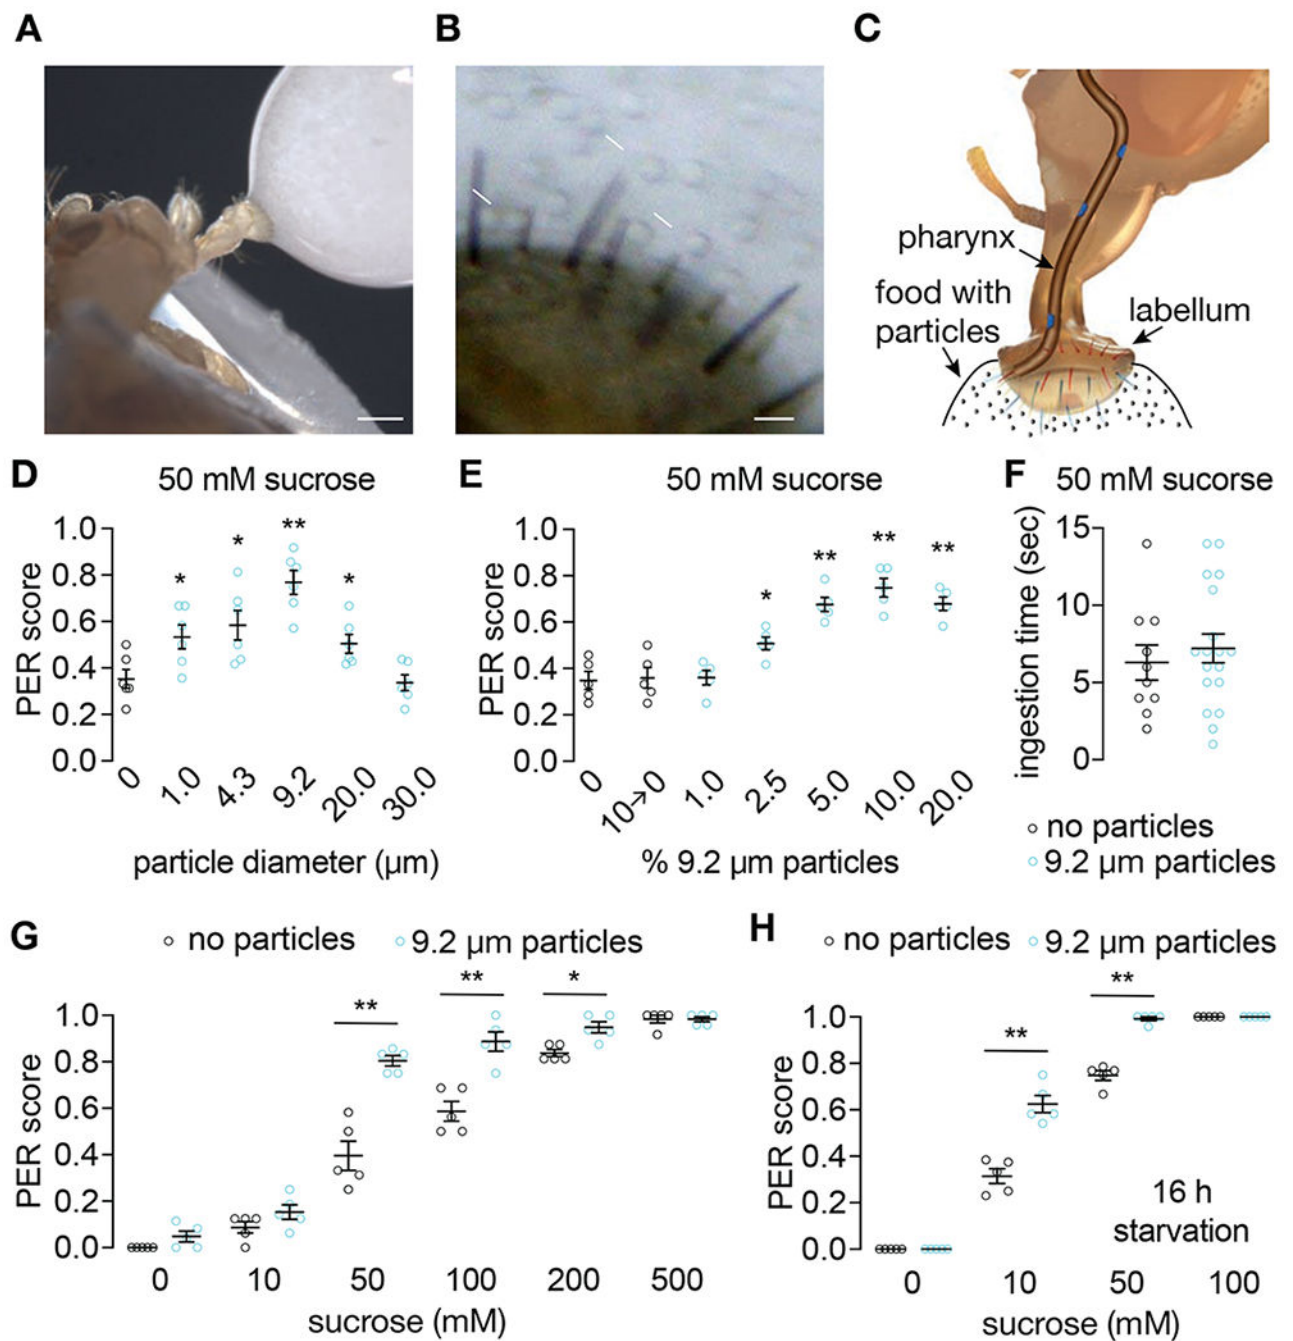 A
B
C
pharynx
food with
particles
labellum
D
50 mM sucrose
PER score
1.0
0.8
0.6
0.4
0.2
0.0
* * ** *
0 1.0 4.3 9.2 20.0 30.0
particle diameter (µm)
E
50 mM sucorse
PER score
1.0
0.8
0.6
0.4
0.2
0.0
* ** ** **
0 10→0 1.0 2.5 5.0 10.0 20.0
% 9.2 µm particles
F
50 mM sucorse
ingestion time (sec)
15
10
5
0
no particles
9.2 µm particles
G
no particles 9.2 µm particles
PER score
1.0
0.8
0.6
0.4
0.2
0.0
** ** *
0 10 50 100 200 500
sucrose (mM)
H
no particles 9.2 µm particles
PER score
1.0
0.8
0.6
0.4
0.2
0.0
** **
16 h
starvation
0 10 50 100
sucrose (mM)